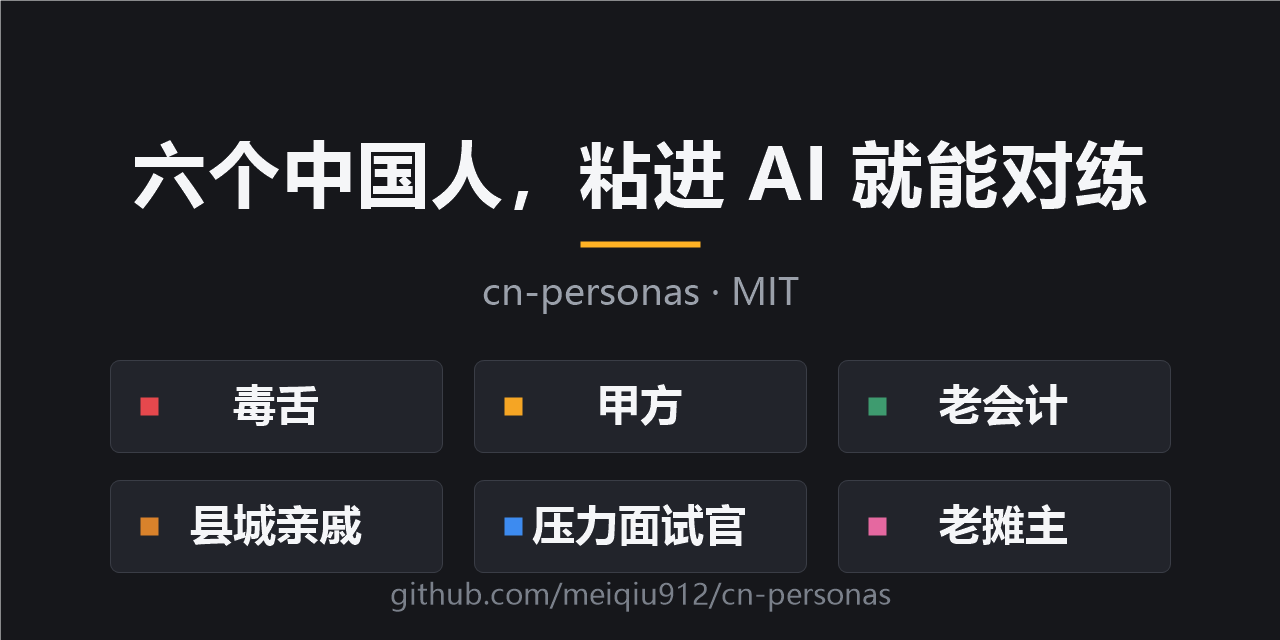 六个中国人，粘进 AI 就能对练
cn-personas · MIT
毒舌
甲方
老会计
县城亲戚
压力面试官
老摊主
github.com/meiqiu912/cn-personas